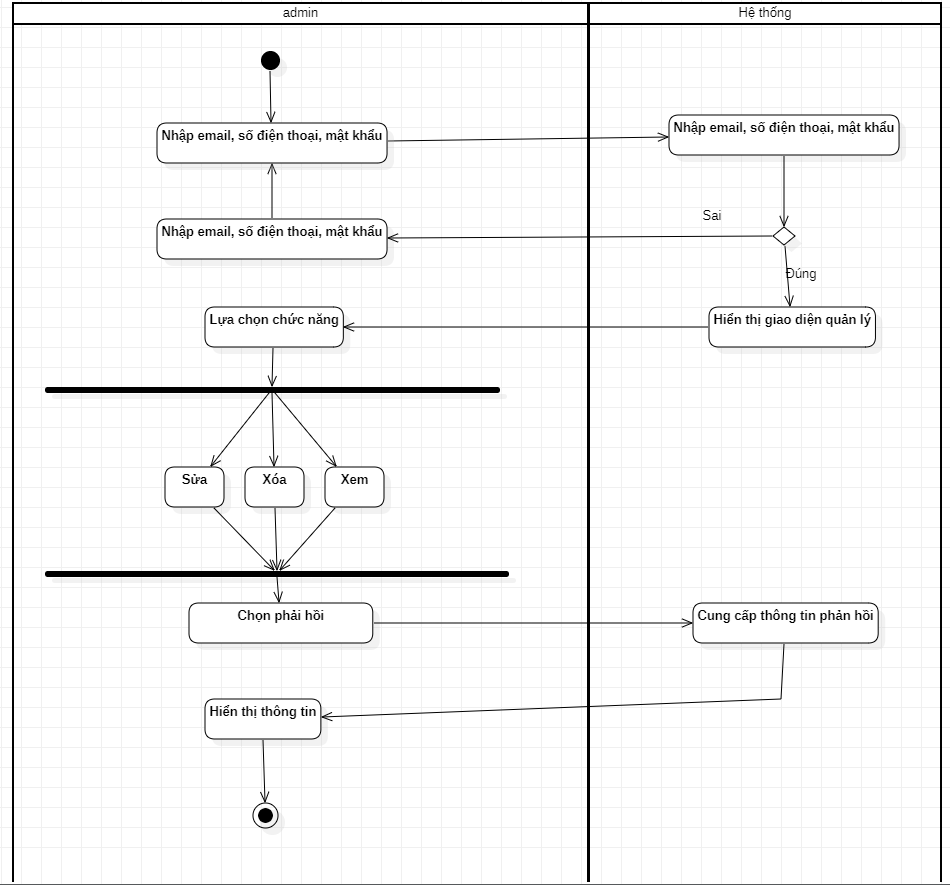 admin
Hệ thống
Nhập email, số điện thoại, mật khẩu
Nhập email, số điện thoại, mật khẩu
Sai
Nhập email, số điện thoại, mật khẩu
Đúng
Lựa chọn chức năng
Hiển thị giao diện quản lý
Sửa
Xóa
Xem
Chọn phải hồi
Cung cấp thông tin phản hồi
Hiển thị thông tin